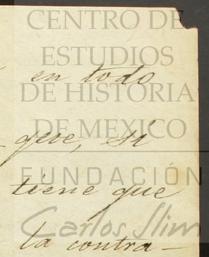 CENTRO DE
ESTUDIOS
en todo
DE HISTORIA
DE MEXICO
que, si
FUNDACIÓN
tiene que
Carlos Slim
la contra-